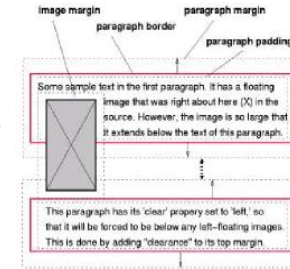 image margin
paragraph margin
paragraph border
paragraph padding
Some sample text in the first paragraph. It has a floating
image that was right about here (X) in the
source. However, the image is so large that
it extends below the text of this paragraph.
This paragraph has its 'clear' propery set to 'left,' so
that it will be forced to be below any left-floating images.
This is done by adding "clearance" to its top margin.